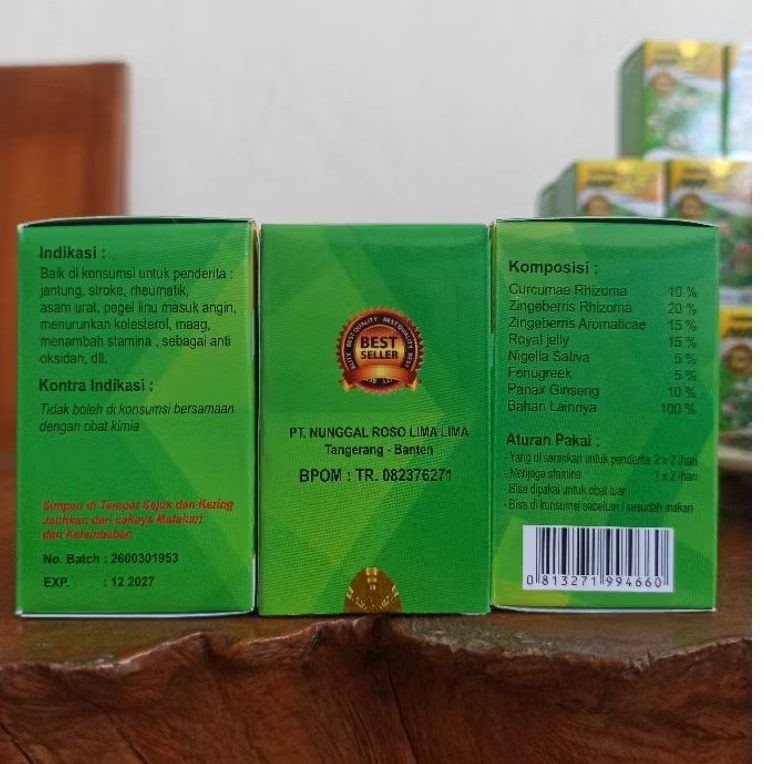 Indikasi :
Baik di konsumsi untuk penderita :
jantung, stroke, rheumatik,
asam urat, pegel linu masuk angin,
menurunkan kolesterol, maag,
menambah stamina , sebagai anti
oksidan, dll.
Kontra Indikasi :
Tidak boleh di konsumsi bersamaan
dengan obat kimia
Simpan di Tempat Sejuk dan Kering
Jauhkan dari cahaya Matahari
dan Kelembaban
No. Batch : 2600301953
EXP. : 12 2027
BEST QUALITY BEST QUALITY
BEST
SELLER
PT. NUNGGAL ROSO LIMA LIMA
Tangerang - Banten
BPOM : TR. 082376271
Komposisi :
Curcumae Rhizoma 10 %
Zingeberris Rhizoma 20 %
Zingeberris Aromaticae 15 %
Royal jelly 15 %
Nigella Sativa 5 %
Fenugreek 5 %
Panax Ginseng 10 %
Bahan Lainnya 100 %
Aturan Pakai :
- Yang di sarankan untuk penderita 2 x 2 /hari
- Menjaga stamina 1 x 2 /hari
- Bisa dipakai untuk obat luar
- Bisa di konsumsi sebelum / sesudah makan
0 813271 994660